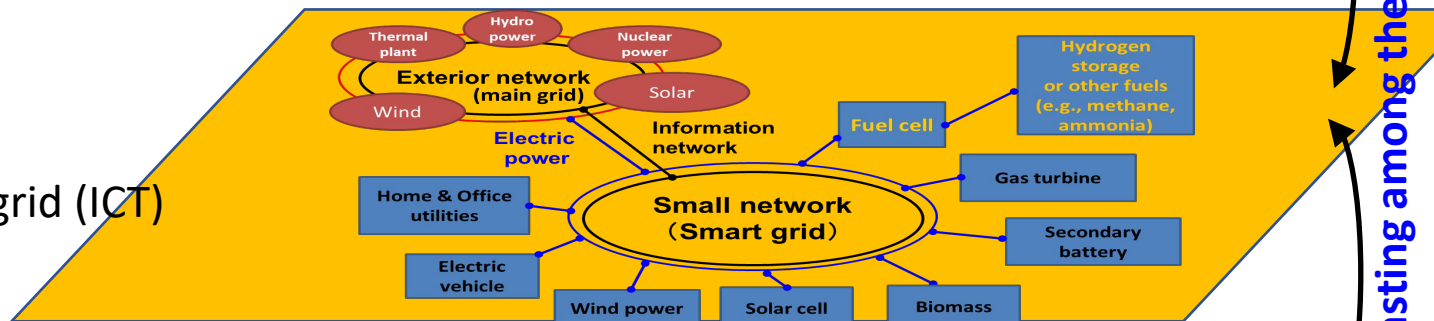 Hydro
power
Thermal
plant
Nuclear
power
Exterior network
(main grid)
Wind
Solar
Electric
power
Information
network
Hydrogen
storage
or other fuels
(e.g., methane,
ammonia)
Fuel cell
Gas turbine
grid (ICT)
Home & Office
utilities
Small network
（Smart grid）
Secondary
battery
Electric
vehicle
Wind power
Solar cell
Biomass
among the